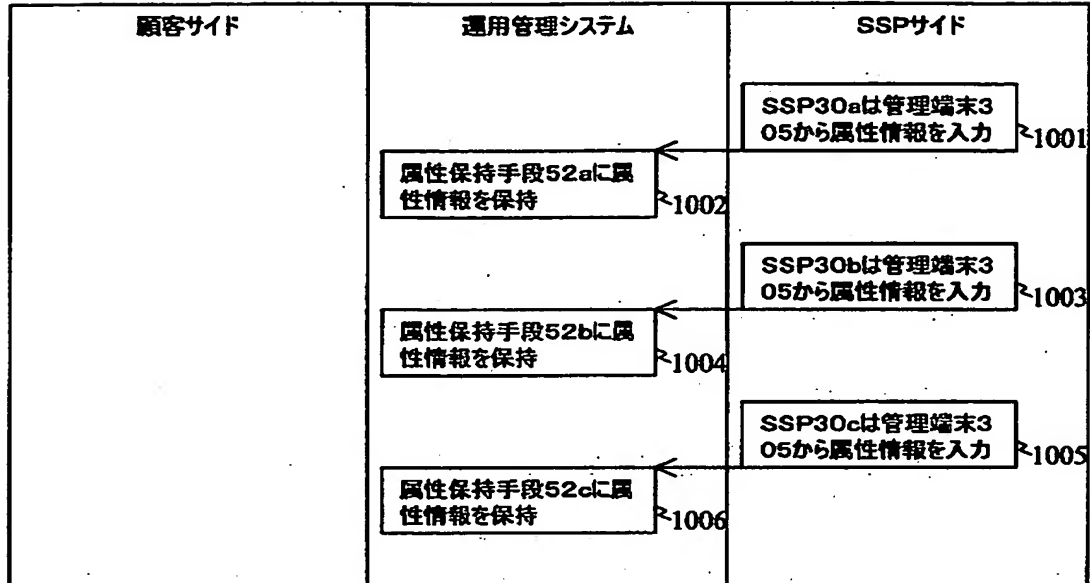 顧客サイド
運用管理システム
SSPサイド
SSP30aは管理端末3
05から属性情報を入力
1001
属性保持手段52aに属
性情報を保持
1002
SSP30bは管理端末3
05から属性情報を入力
1003
属性保持手段52bに属
性情報を保持
1004
SSP30cは管理端末3
05から属性情報を入力
1005
属性保持手段52cに属
性情報を保持
1006